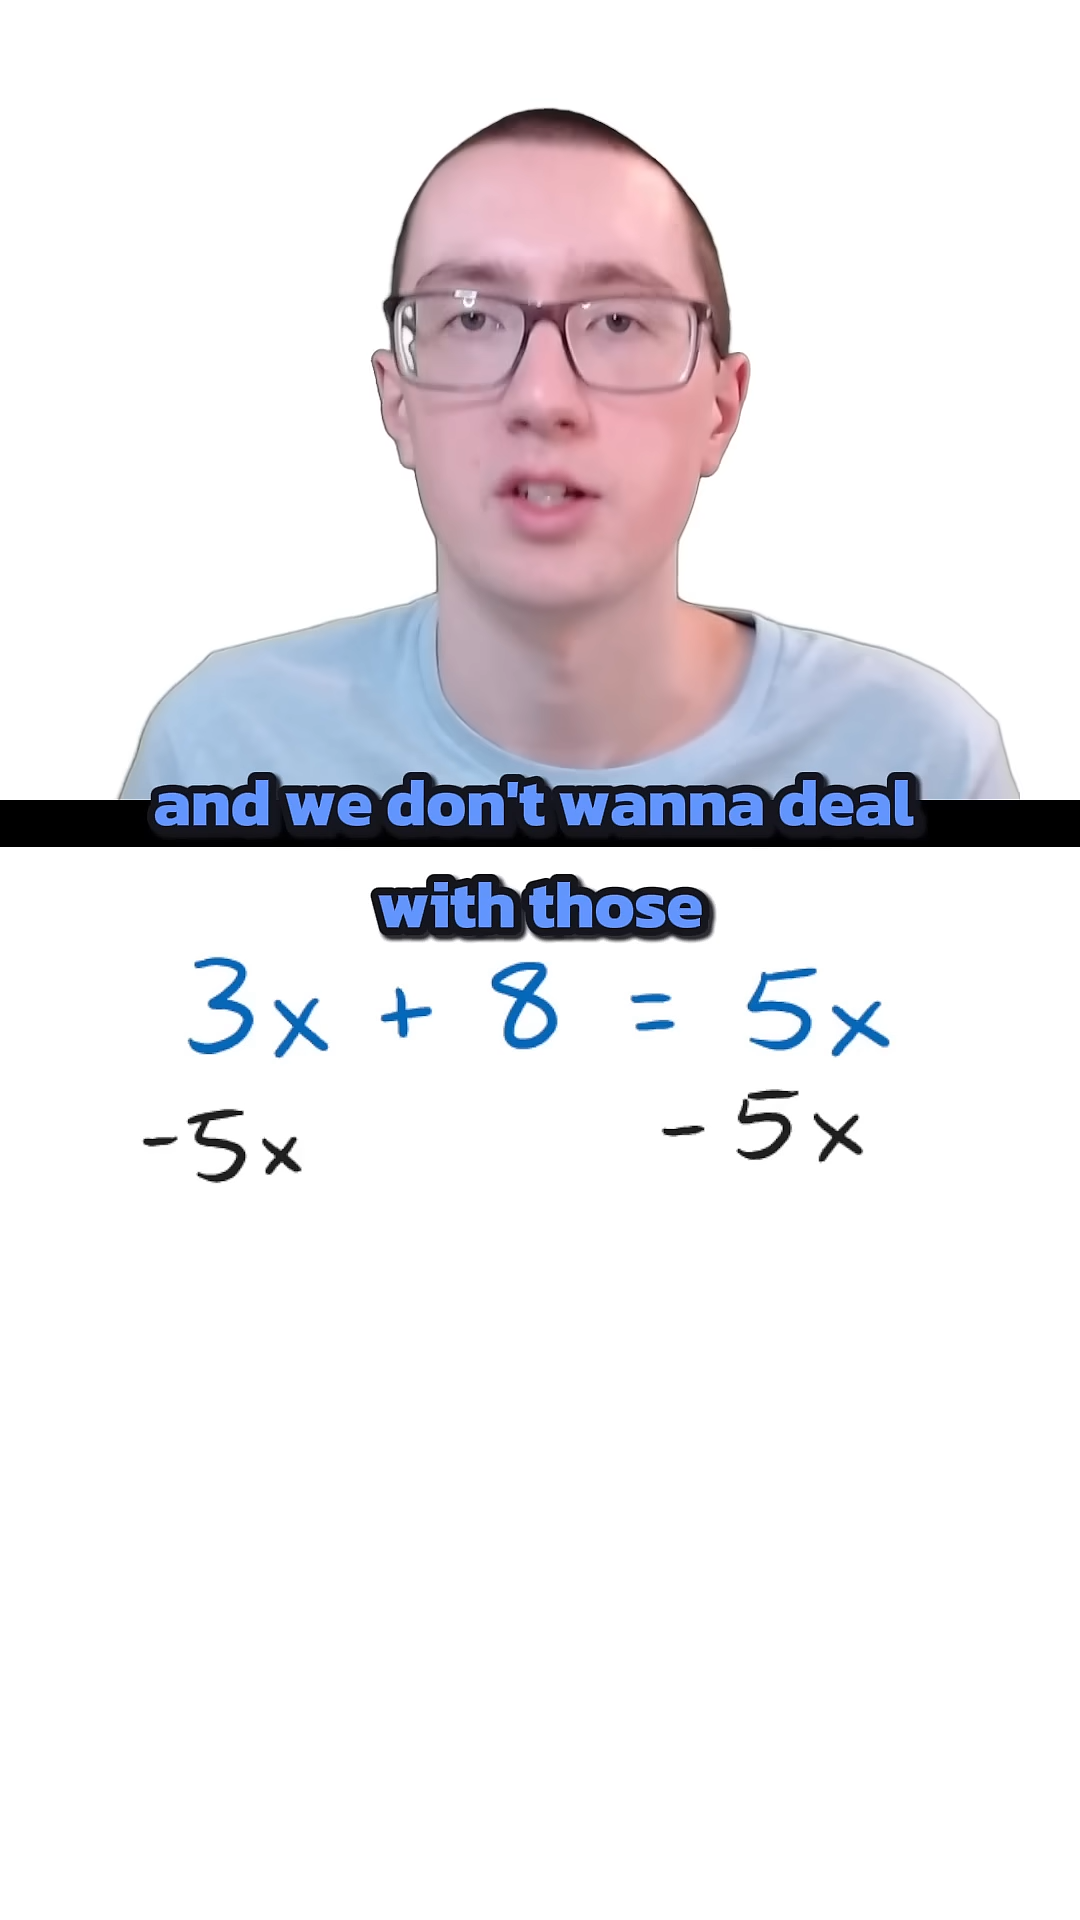 and we don't wanna deal
with those
3x + 8 = 5x
-5x - 5x